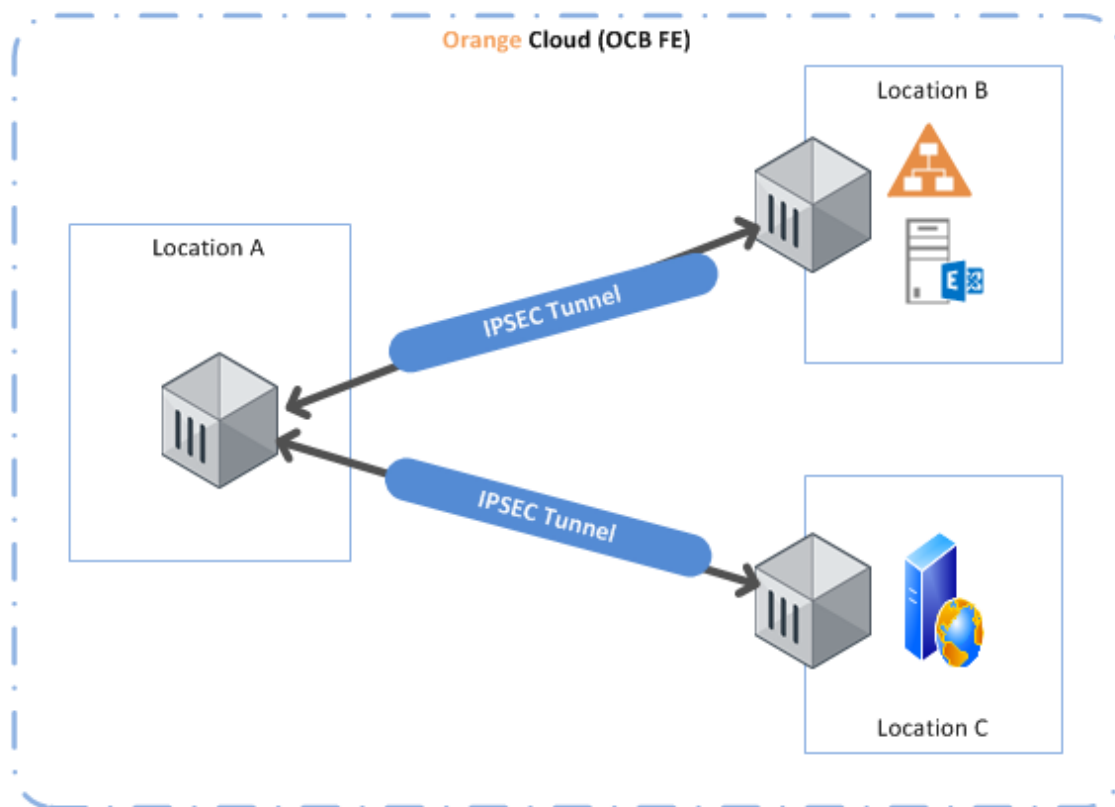 Orange Cloud (OCB FE)
Location B
Location A
E
IPSEC Tunnel
IPSEC Tunnel
Location C